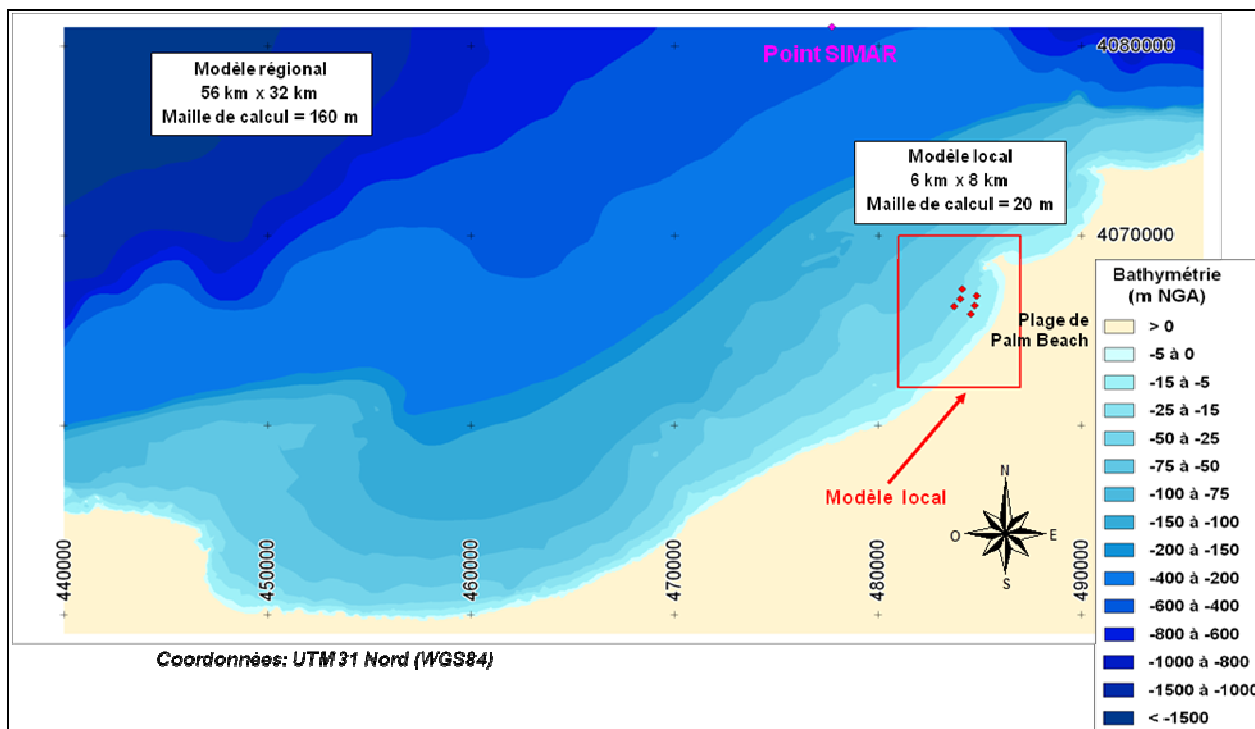 Modèle régional
56 km x 32 km
Maille de calcul = 160 m
Point SIMAR
4080000
Modèle local
6 km x 8 km
Maille de calcul = 20 m
4070000
Plage de
Palm Beach
Modèle local
N
O
E
S
440000
450000
460000
470000
480000
490000
Bathymétrie
(m NGA)
> 0
-5 à 0
-15 à -5
-25 à -15
-50 à -25
-75 à -50
-100 à -75
-150 à -100
-200 à -150
-400 à -200
-600 à -400
-800 à -600
-1000 à -800
-1500 à -1000
< -1500
Coordonnées: UTM 31 Nord (WGS84)